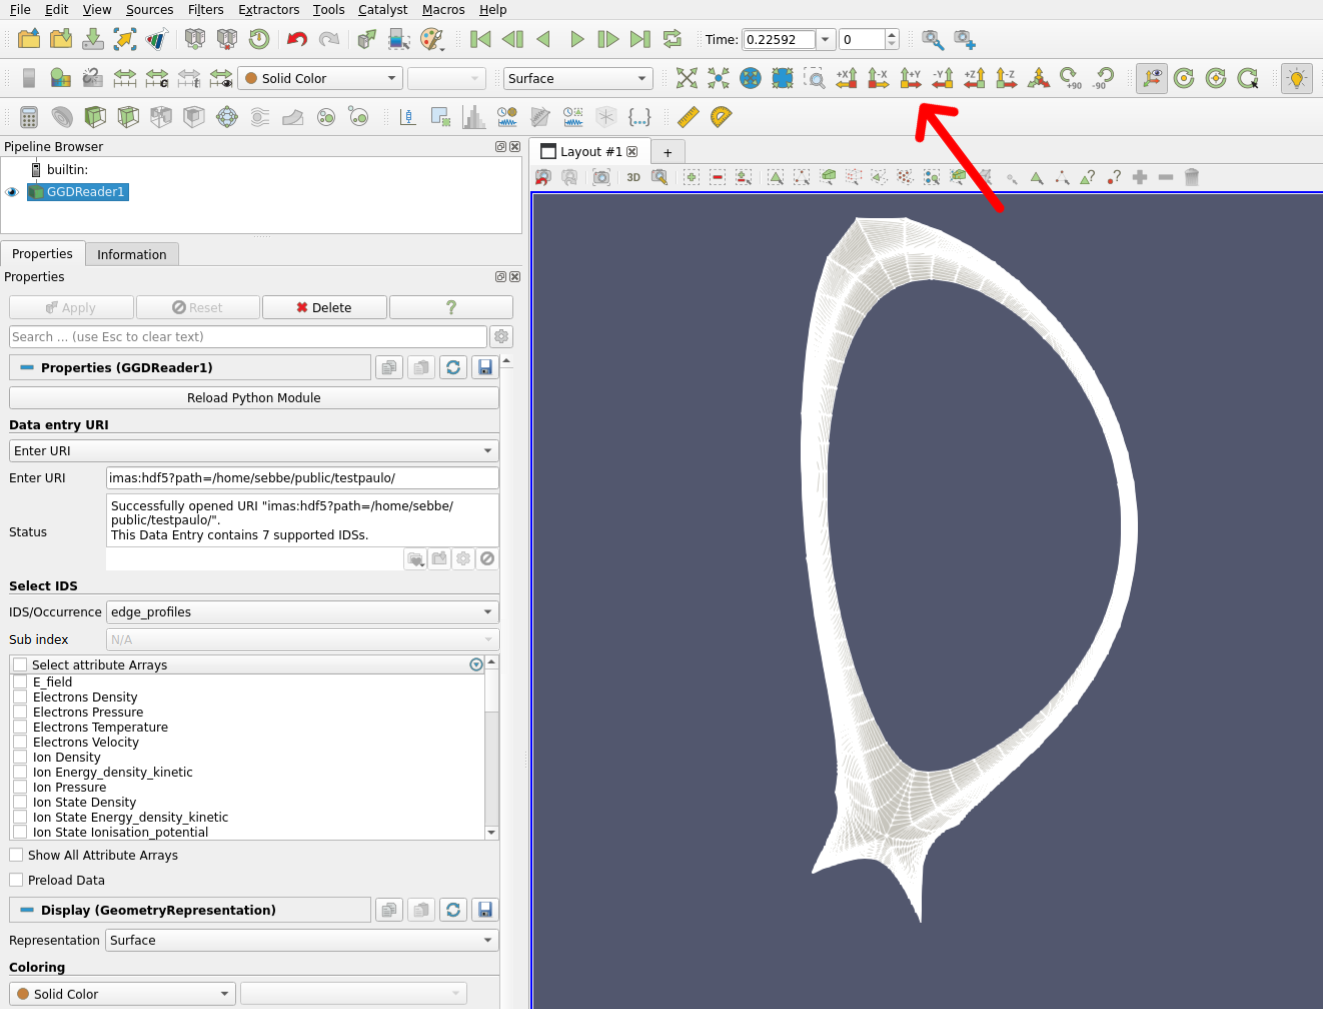 File Edit View Sources Filters Extractors Tools Catalyst Macros Help
Time: 0.22592 0
Solid Color Surface +X -X +Y -Y +Z -Z +90 -90
Pipeline Browser
builtin:
GGDReader1
Layout #1 +
3D
Properties Information
Properties
Apply Reset Delete ?
Search ... (use Esc to clear text)
Properties (GGDReader1)
Reload Python Module
Data entry URI
Enter URI
Enter URI imas:hdf5?path=/home/sebbe/public/testpaulo/
Status
Successfully opened URI "imas:hdf5?path=/home/sebbe/
public/testpaulo/".
This Data Entry contains 7 supported IDSs.
Select IDS
IDS/Occurrence edge_profiles
Sub index N/A
Select attribute Arrays
E_field
Electrons Density
Electrons Pressure
Electrons Temperature
Electrons Velocity
Ion Density
Ion Energy_density_kinetic
Ion Pressure
Ion State Density
Ion State Energy_density_kinetic
Ion State Ionisation_potential
Show All Attribute Arrays
Preload Data
Display (GeometryRepresentation)
Representation Surface
Coloring
Solid Color